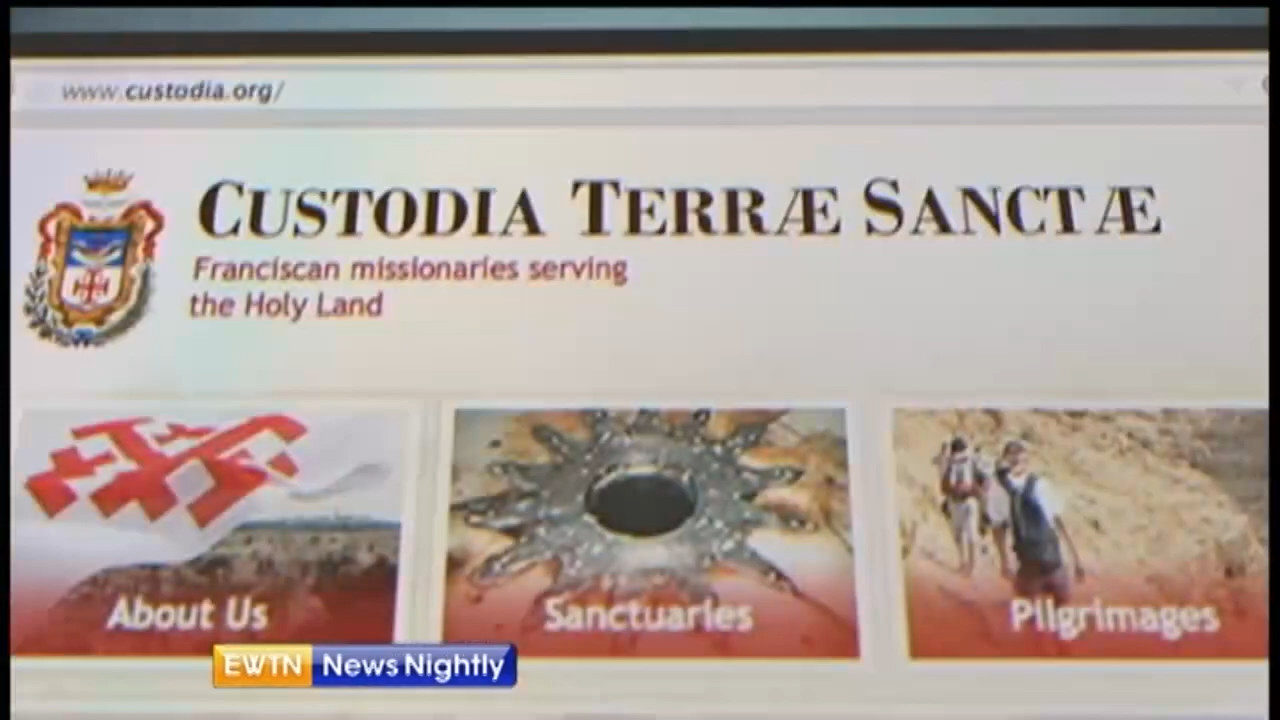 www.custodia.org/
CUSTODIA TERRÆ SANCTÆ
Franciscan missionaries serving
the Holy Land
About Us
Sanctuaries
Pilgrimages
EWTN News Nightly